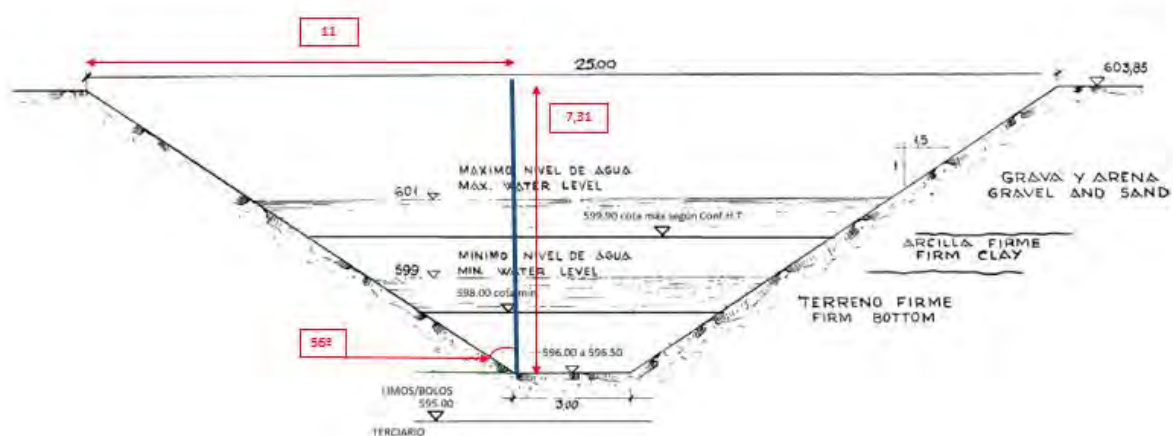 11
25.00
603,85
7,31
1,5
1
MAXIMO NIVEL DE AGUA
MAX. WATER LEVEL
GRAVA Y ARENA
GRAVEL AND SAND
601
599.90 cota máx según Conf.H.T
ARCILLA FIRME
FIRM CLAY
MINIMO NIVEL DE AGUA
MIN. WATER LEVEL
599
598.00 cota min
TERRENO FIRME
FIRM BOTTOM
56º
596.00 a 596.50
LIMOS/BOLOS
595.00
3,00
TERCIARIO